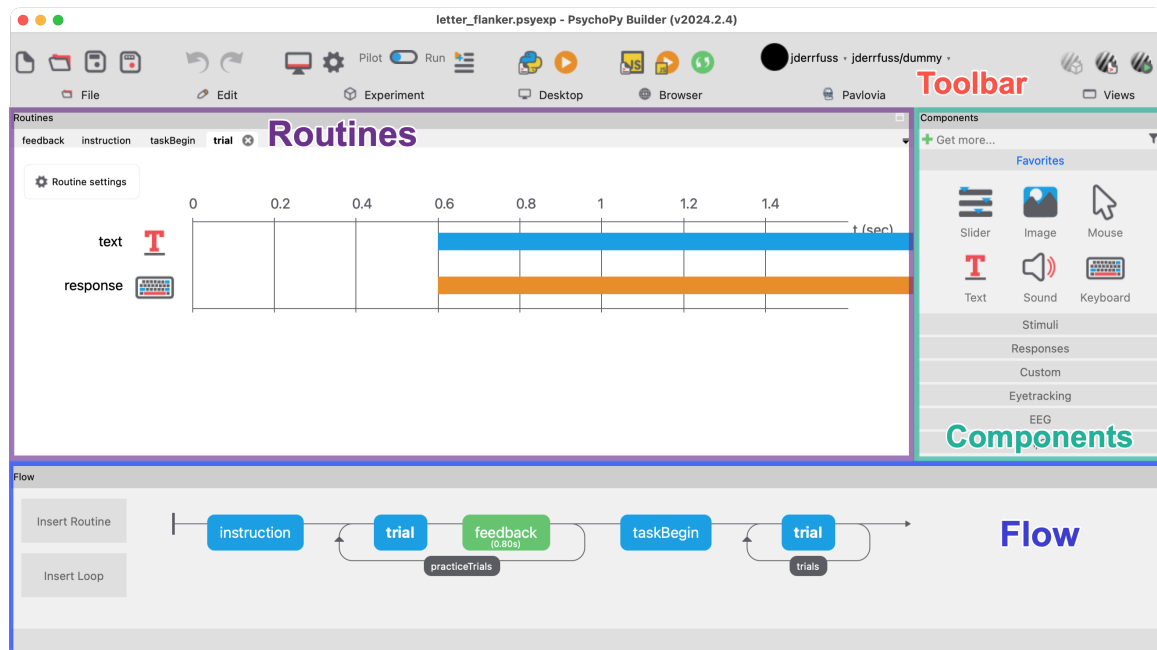 letter_flanker.psyexp - PsychoPy Builder (v2024.2.4)
Pilot Run
jderrfuss jderrfuss/dummy
File Edit Experiment Desktop Browser Pavlovia Views
Toolbar
Routines
feedback instruction taskBegin trial
Routines
Routine settings
0 0.2 0.4 0.6 0.8 1 1.2 1.4
t (sec)
text
response
Components
Get more...
Favorites
Slider Image Mouse
Text Sound Keyboard
Stimuli
Responses
Custom
Eyetracking
EEG
Components
Flow
Insert Routine
Insert Loop
instruction trial feedback taskBegin trial
(0.80s)
practiceTrials trials
Flow
JS